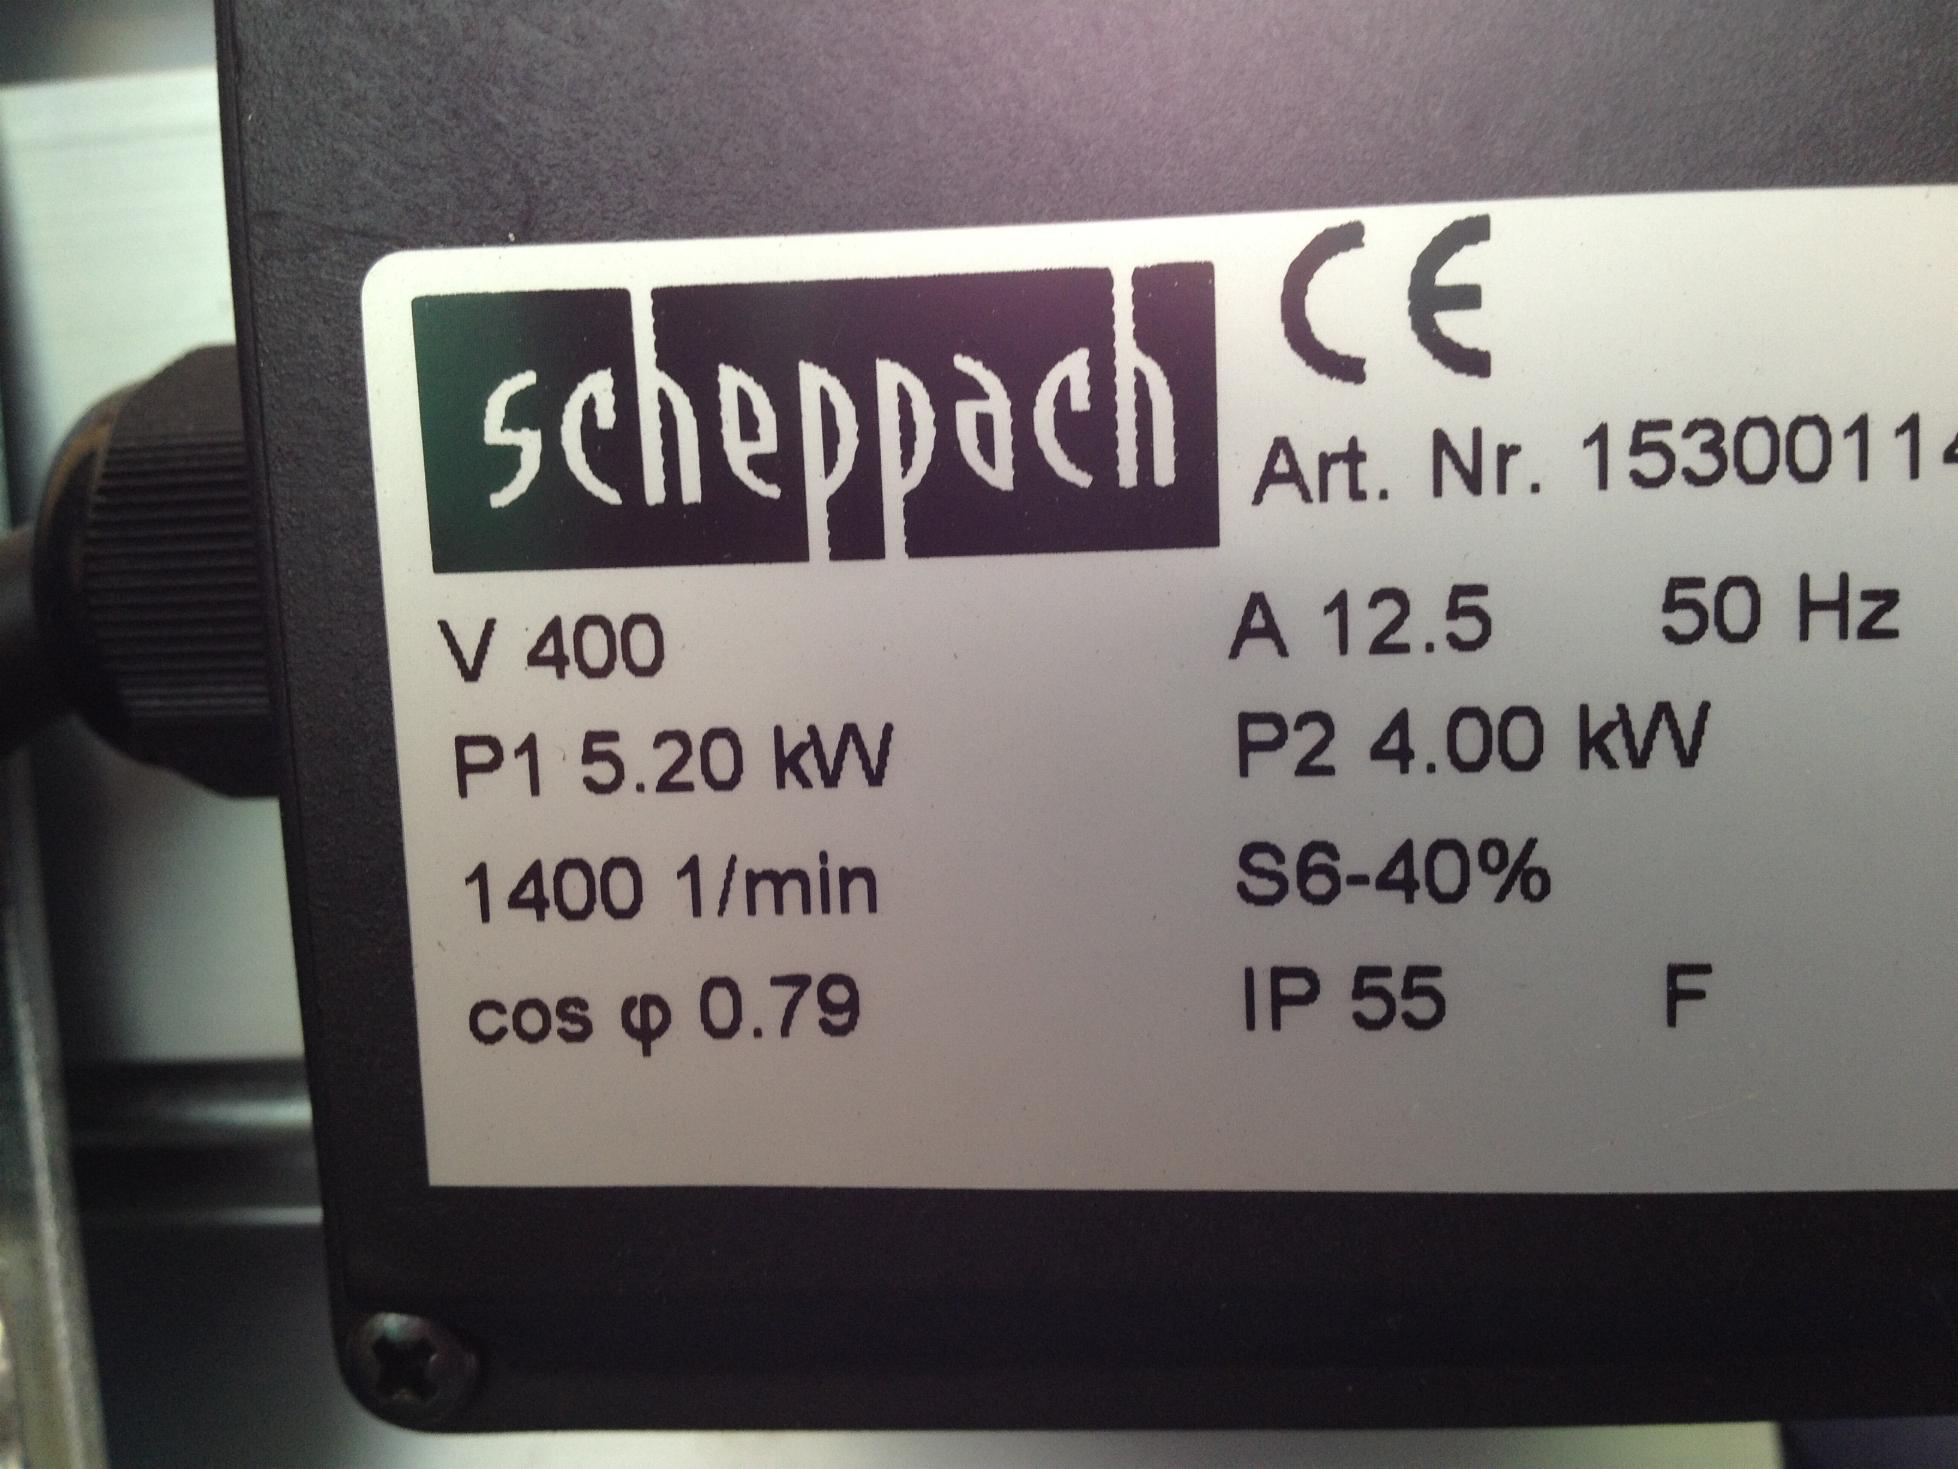 scheppach
CE
Art. Nr. 15300114
V 400
A 12.5 50 Hz
P1 5.20 kW
P2 4.00 kW
1400 1/min
S6-40%
cos φ 0.79
IP 55 F